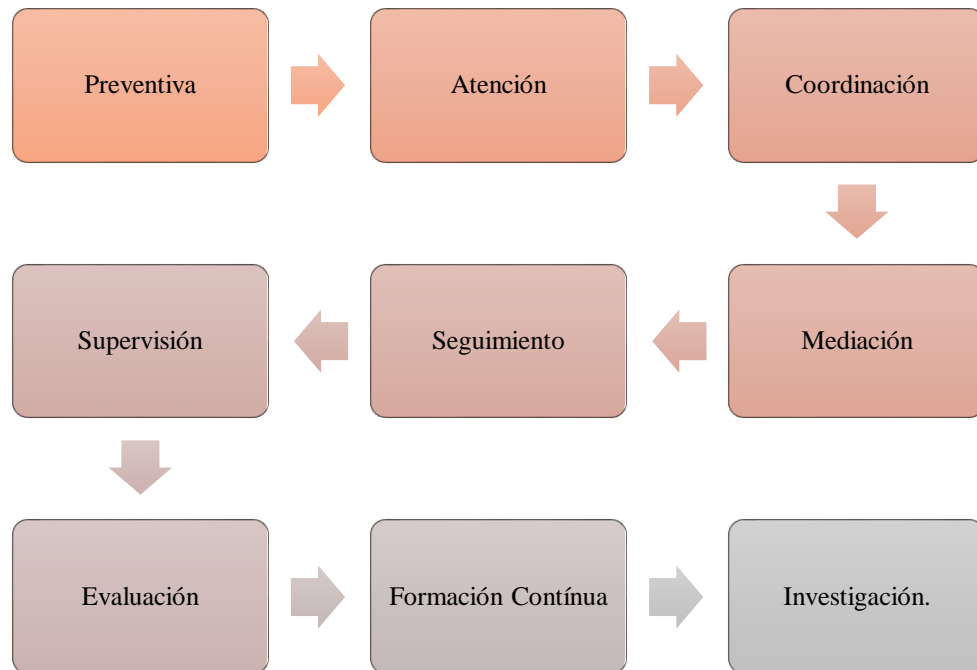 Preventiva
Atención
Coordinación
Mediación
Seguimiento
Supervisión
Evaluación
Formación Contínua
Investigación.